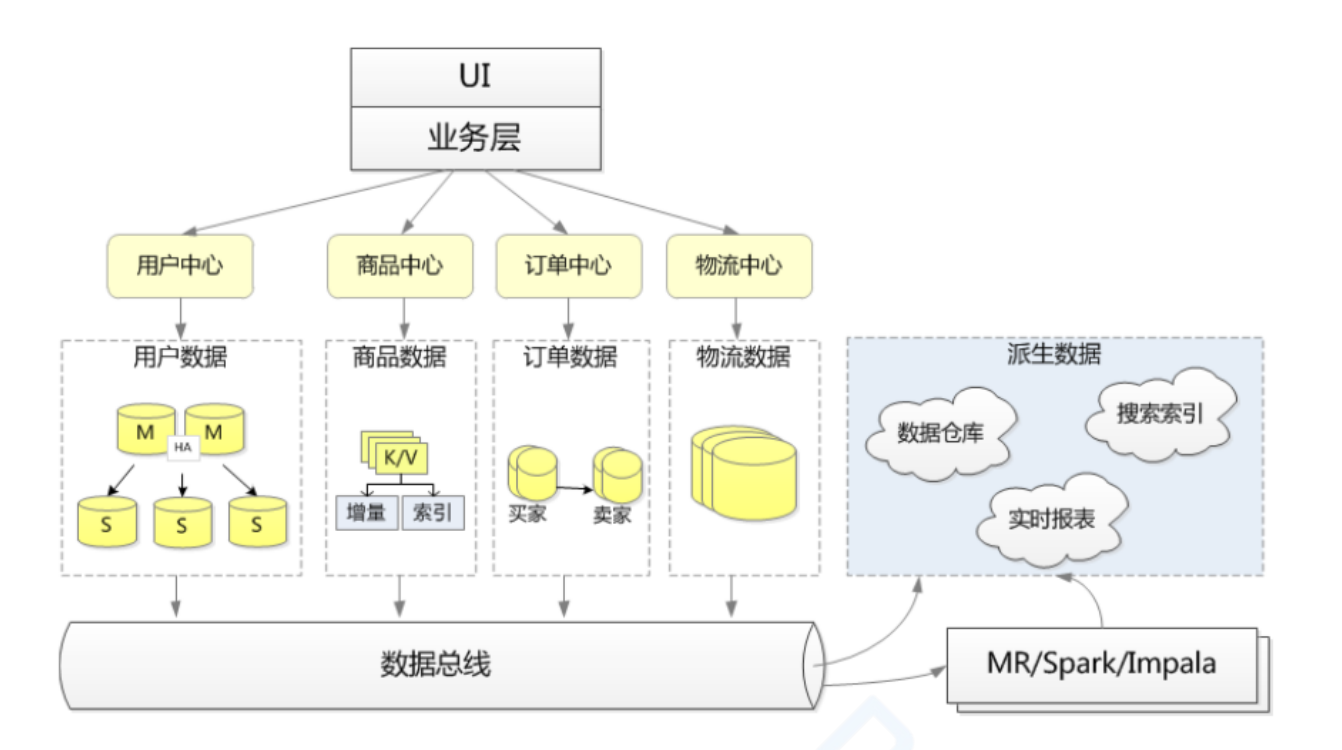 UI
业务层
用户中心
商品中心
订单中心
物流中心
用户数据
商品数据
订单数据
物流数据
派生数据
M
M
HA
S
S
S
K/V
增量
索引
买家
卖家
数据仓库
搜索索引
实时报表
数据总线
MR/Spark/Impala